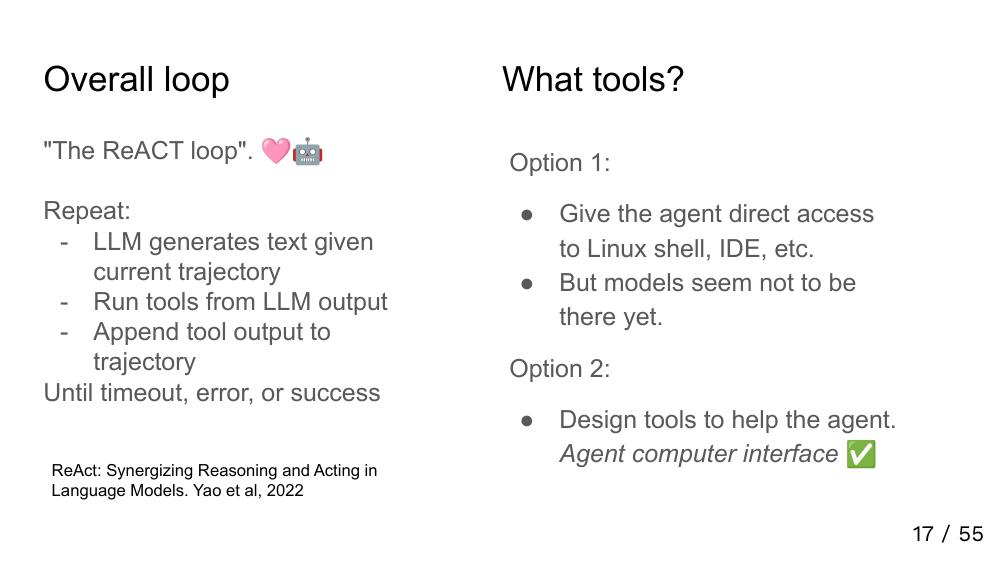 Overall loop
"The ReACT loop". 🩷🤖
Repeat:
- LLM generates text given
current trajectory
- Run tools from LLM output
- Append tool output to
trajectory
Until timeout, error, or success
ReAct: Synergizing Reasoning and Acting in
Language Models. Yao et al, 2022
What tools?
Option 1:
● Give the agent direct access
to Linux shell, IDE, etc.
● But models seem not to be
there yet.
Option 2:
● Design tools to help the agent.
Agent computer interface ✅
17 / 55